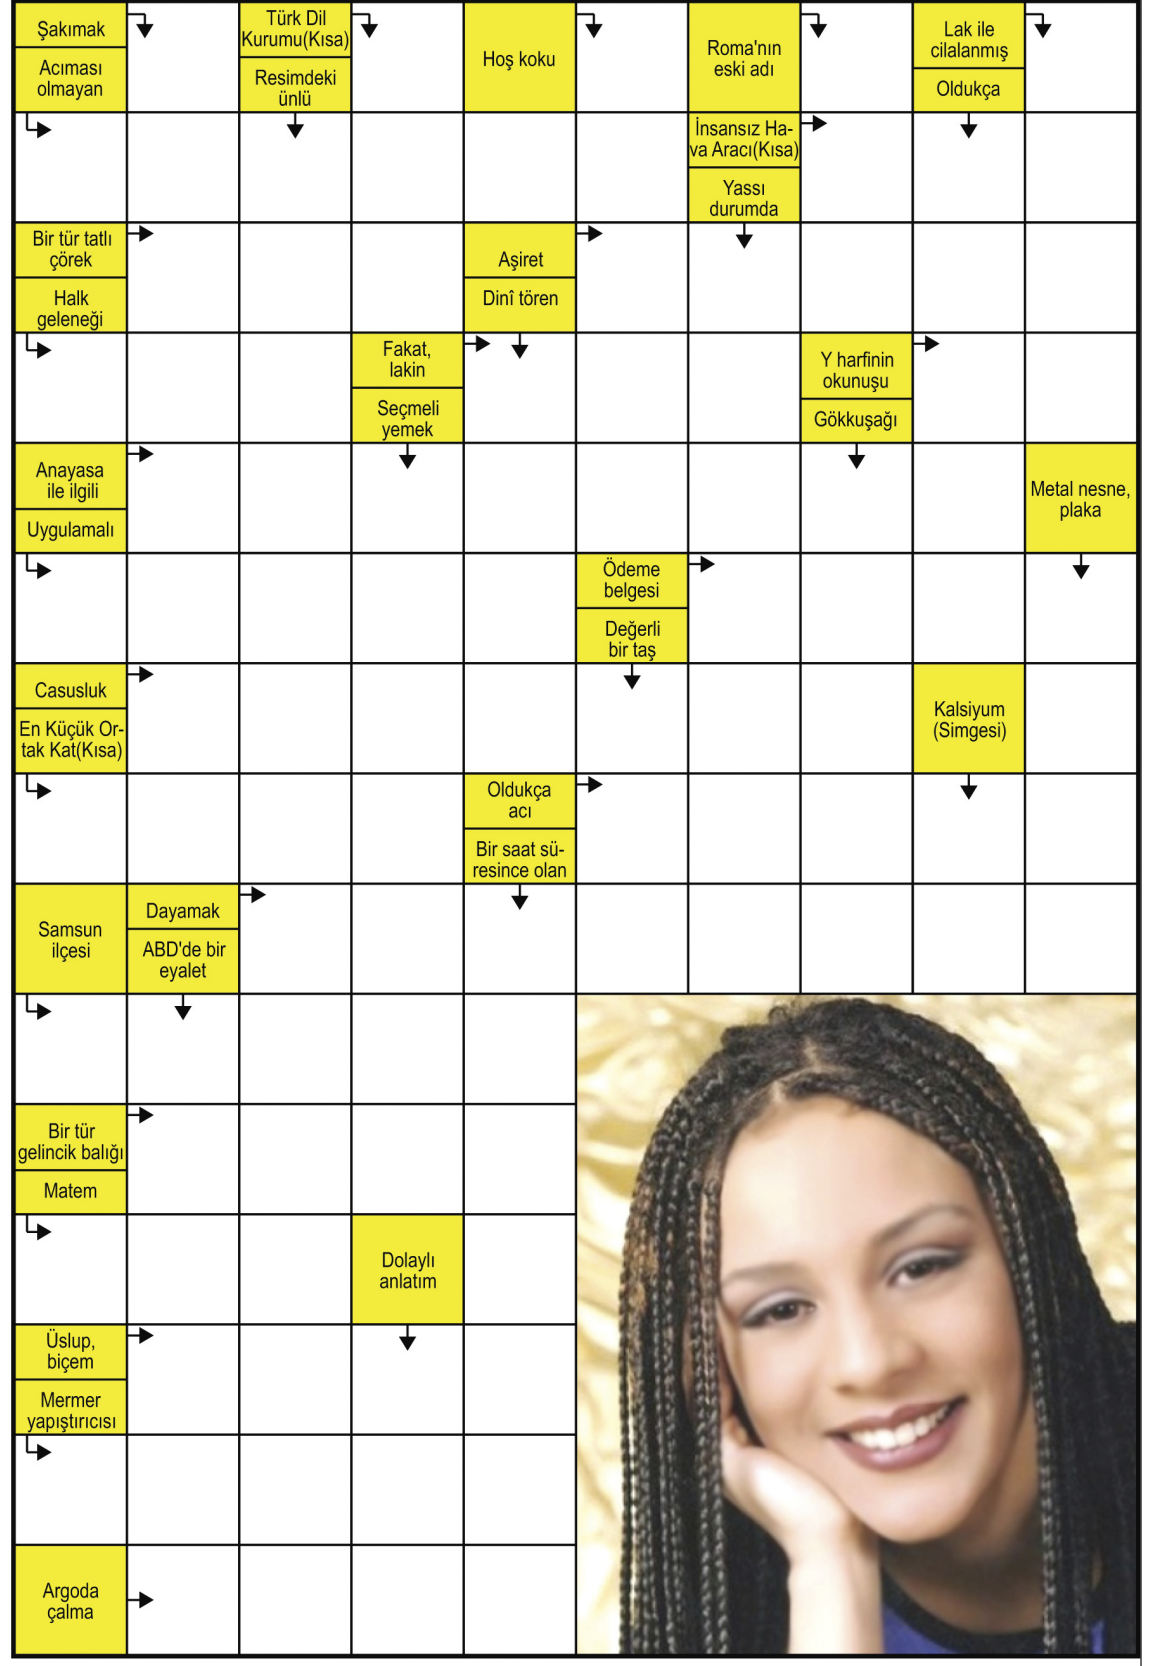 Şakımak
Acıması
olmayan
Türk Dil
Kurumu(Kısa)
Resimdeki
ünlü
Hoş koku
Roma'nın
eski adı
Lak ile
cilalanmış
Oldukça
İnsansız Ha-
va Aracı(Kısa)
Yassı
durumda
Bir tür tatlı
çörek
Halk
geleneği
Aşiret
Dinî tören
Fakat,
lakin
Seçmeli
yemek
Y harfinin
okunuşu
Gökkuşağı
Anayasa
ile ilgili
Uygulamalı
Metal nesne,
plaka
Ödeme
belgesi
Değerli
bir taş
Casusluk
En Küçük Or-
tak Kat(Kısa)
Kalsiyum
(Simgesi)
Oldukça
acı
Bir saat sü-
resince olan
Samsun
ilçesi
Dayamak
ABD'de bir
eyalet
Bir tür
gelincik balığı
Matem
Dolaylı
anlatım
Üslup,
biçem
Mermer
yapıştırıcısı
Argoda
çalma